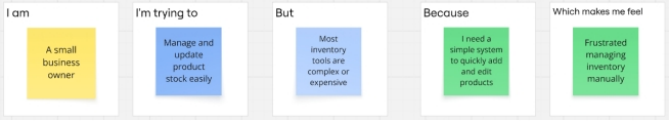 I am
A small
business
owner
I'm trying to
Manage and
update
product
stock easily
But
Most
inventory
tools are
complex or
expensive
Because
I need a
simple system
to quickly add
and edit
products
Which makes me feel
Frustrated
managing
inventory
manually